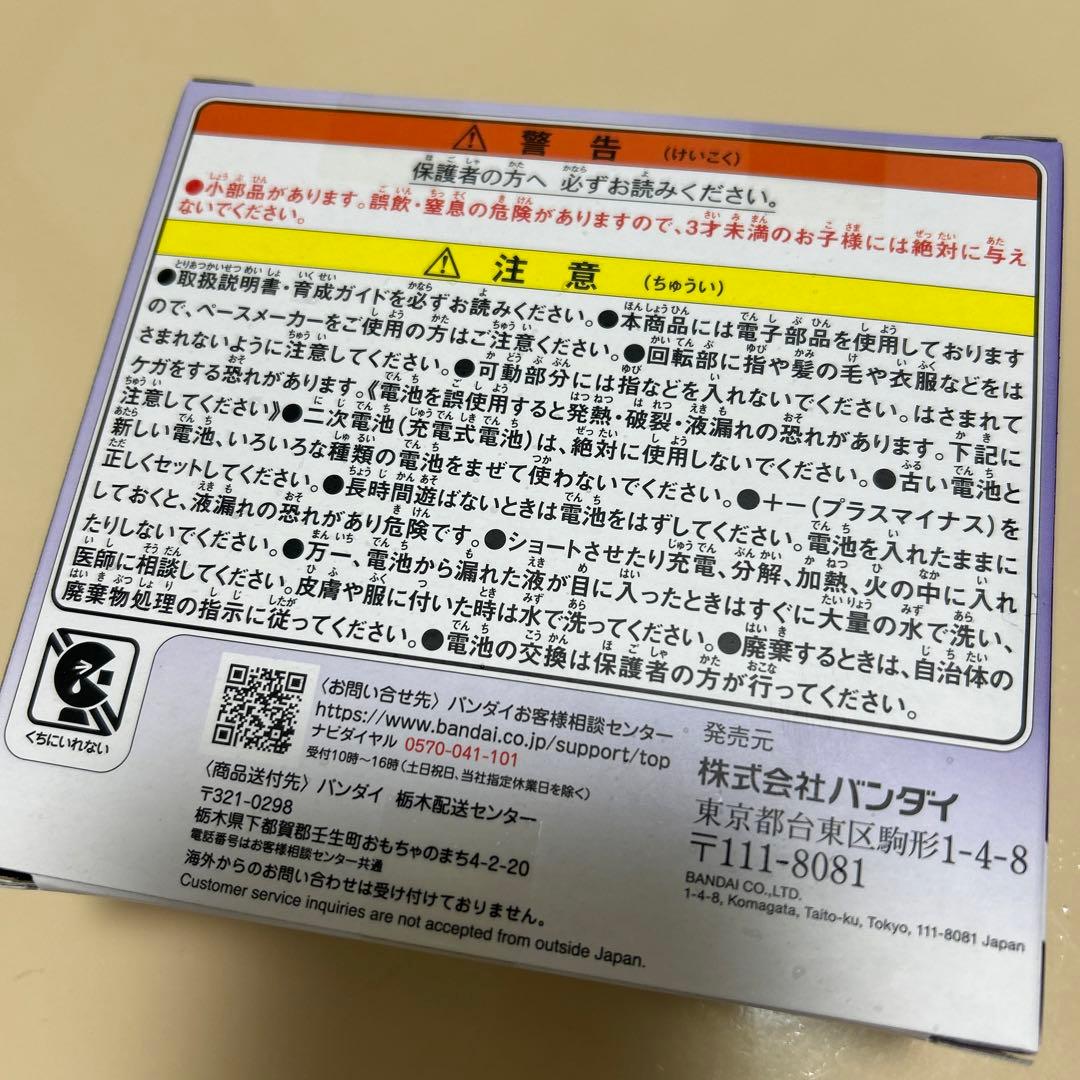 警告 (けいこく)
保護者の方へ 必ずお読みください。
●小部品があります。誤飲・窒息の危険がありますので、3才未満のお子様には絶対に与え
ないでください。
注意 (ちゅうい)
●取扱説明書・育成ガイドを必ずお読みください。●本商品には電子部品を使用しております
ので、ペースメーカーをご使用の方はご注意ください。●回転部に指や髪の毛や衣服などをは
さまれないように注意してください。●可動部分には指などを入れないでください。はさまれて
ケガをする恐れがあります。《電池を誤使用すると発熱・破裂・液漏れの恐れがあります。下記に
注意してください》●二次電池(充電式電池)は、絶対に使用しないでください。●古い電池と
新しい電池、いろいろな種類の電池をまぜて使わないでください。●+-(プラスマイナス)を
正しくセットしてください。●長時間遊ばないときは電池をはずしてください。電池を入れたままに
しておくと、液漏れの恐れがあり危険です。●ショートさせたり充電、分解、加熱、火の中に入れ
たりしないでください。●万一、電池から漏れた液が目に入ったときはすぐに大量の水で洗い、
医師に相談してください。皮膚や服に付いた時は水で洗ってください。●廃棄するときは、自治体の
廃棄物処理の指示に従ってください。●電池の交換は保護者の方が行ってください。
くちにいれない
〈お問い合せ先〉バンダイお客様相談センター
https://www.bandai.co.jp/support/top
ナビダイヤル 0570-041-101
受付10時〜16時(土日祝日、当社指定休業日を除く)
〈商品送付先〉バンダイ 栃木配送センター
〒321-0298
栃木県下都賀郡壬生町おもちゃのまち4-2-20
電話番号はお客様相談センター共通
海外からのお問い合わせは受け付けておりません。
Customer service inquiries are not accepted from outside Japan.
発売元
株式会社バンダイ
東京都台東区駒形1-4-8
〒111-8081
BANDAI CO.,LTD.
1-4-8, Komagata, Taito-ku, Tokyo, 111-8081 Japan